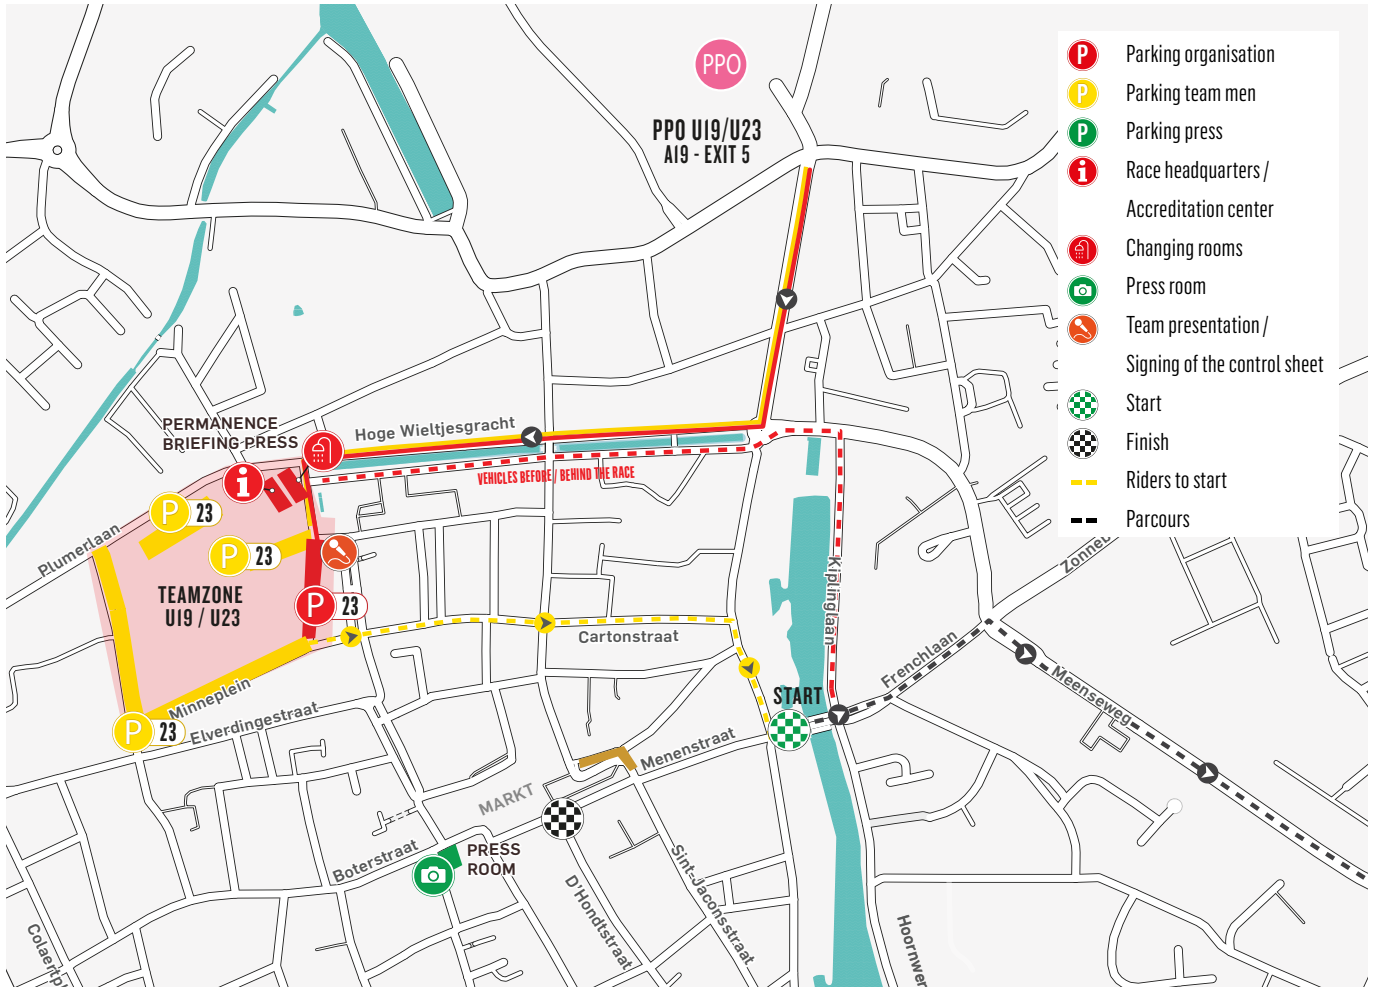 PPO
PPO U19/U23
A19 - EXIT 5
P Parking organisation
P Parking team men
P Parking press
i Race headquarters /
Accreditation center
Changing rooms
Press room
Team presentation /
Signing of the control sheet
Start
Finish
Riders to start
Parcours
PERMANENCE
BRIEFING PRESS
Hoge Wieltjesgracht
VEHICLES BEFORE / BEHIND THE RACE
i
P 23
P 23
Plumerlaan
TEAMZONE
U19 / U23
P 23
Cartonstraat
Kiplinglaan
Zonneb
Frenchlaan
Meenseweg
START
Minneplein
P 23
Elverdingestraat
Menenstraat
MARKT
Boterstraat
PRESS
ROOM
D'Hondtstraat
Sint-Jacobsstraat
Colaertp
Hoornwer